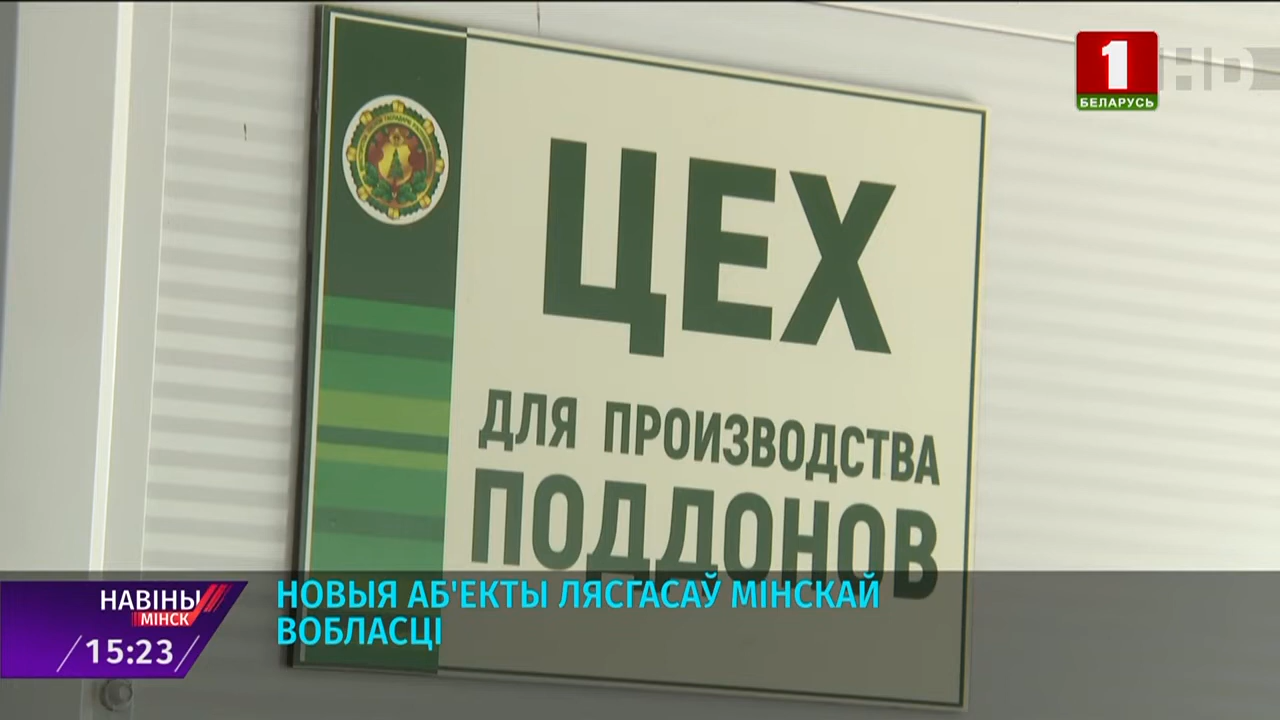 1
HD
БЕЛАРУСЬ
ЦЕХ
ДЛЯ ПРОИЗВОДСТВА
ПОДДОНОВ
НОВЫЯ АБ'ЕКТЫ ЛЯСГАСАЎ МІНСКАЙ
ВОБЛАСЦІ
НАВІНЫ
МІНСК
15:23